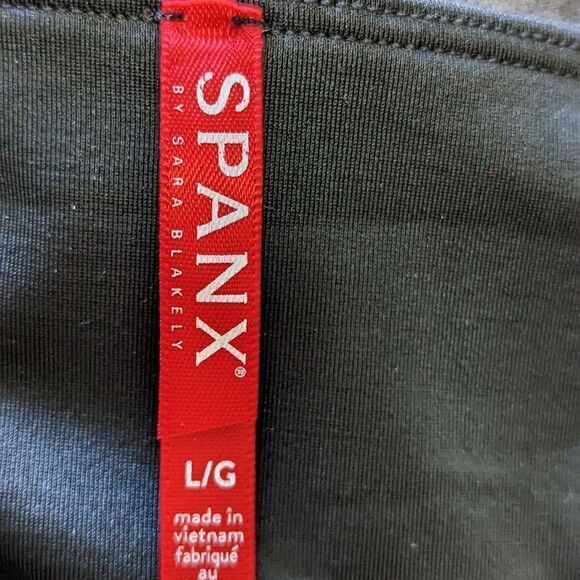 SPANX®
BY SARA BLAKELY
L/G
made in
vietnam
fabriqué
au